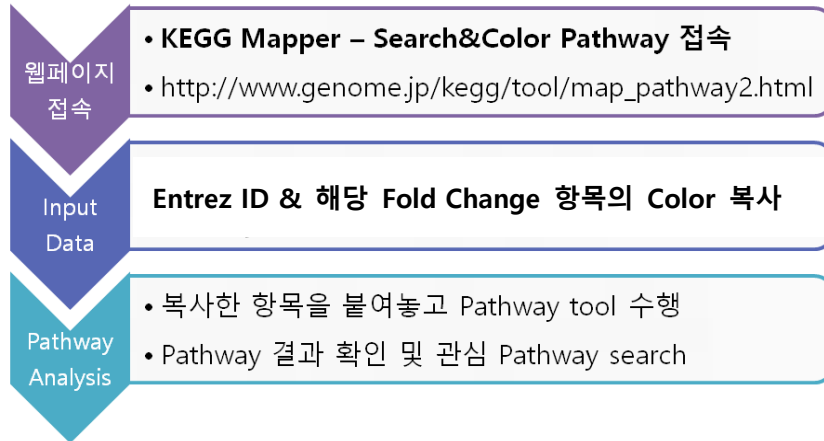 웹페이지
접속
• KEGG Mapper – Search&Color Pathway 접속
• http://www.genome.jp/kegg/tool/map_pathway2.html
Input
Data
Entrez ID & 해당 Fold Change 항목의 Color 복사
Pathway
Analysis
• 복사한 항목을 붙여놓고 Pathway tool 수행
• Pathway 결과 확인 및 관심 Pathway search